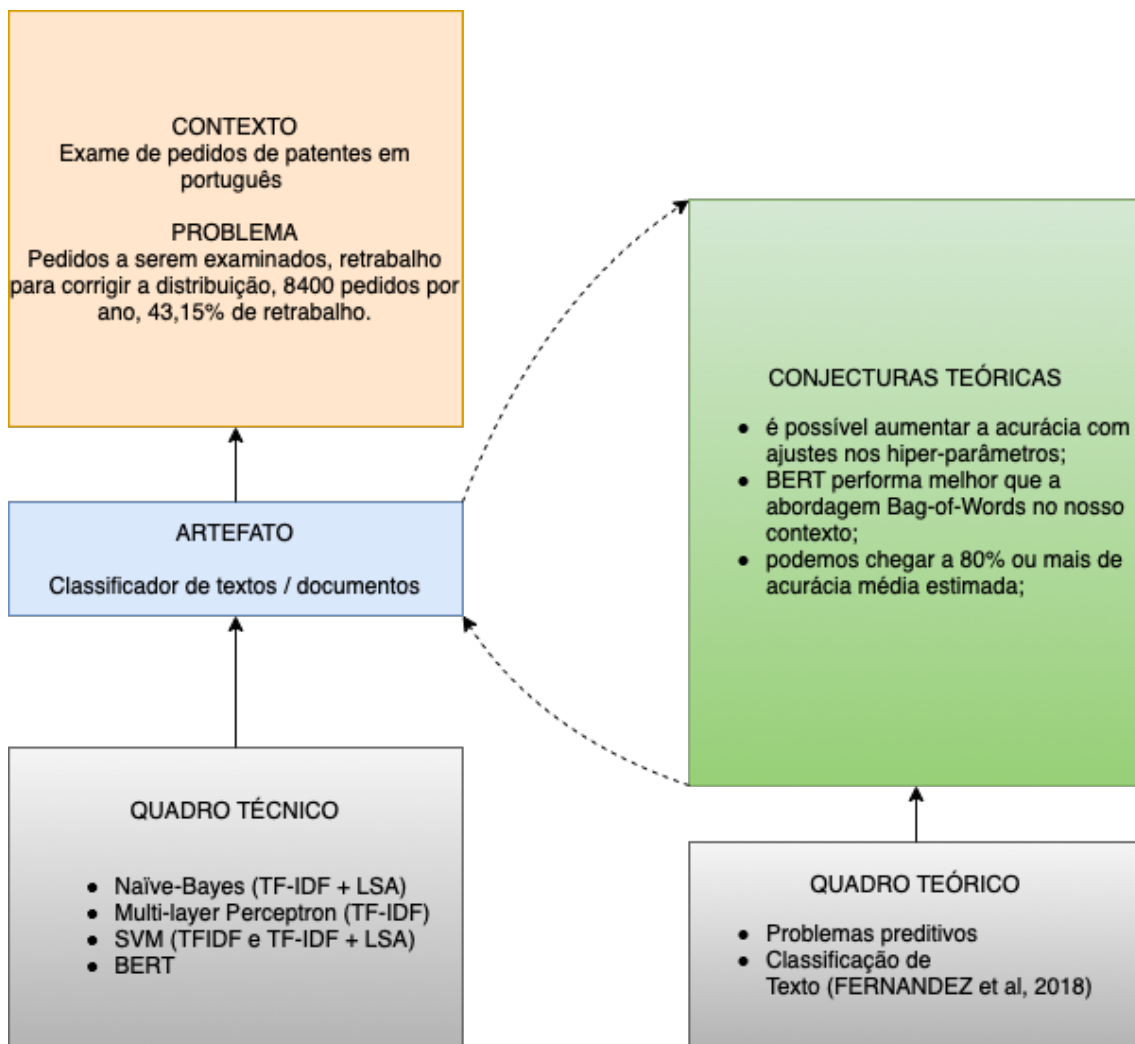 CONTEXTO
Exame de pedidos de patentes em
português
PROBLEMA
Pedidos a serem examinados, retrabalho
para corrigir a distribuição, 8400 pedidos por
ano, 43,15% de retrabalho.
ARTEFATO
Classificador de textos / documentos
QUADRO TÉCNICO
● Naïve-Bayes (TF-IDF + LSA)
● Multi-layer Perceptron (TF-IDF)
● SVM (TFIDF e TF-IDF + LSA)
● BERT
CONJECTURAS TEÓRICAS
● é possível aumentar a acurácia com
ajustes nos hiper-parâmetros;
● BERT performa melhor que a
abordagem Bag-of-Words no nosso
contexto;
● podemos chegar a 80% ou mais de
acurácia média estimada;
QUADRO TEÓRICO
● Problemas preditivos
● Classificação de
Texto (FERNANDEZ et al, 2018)